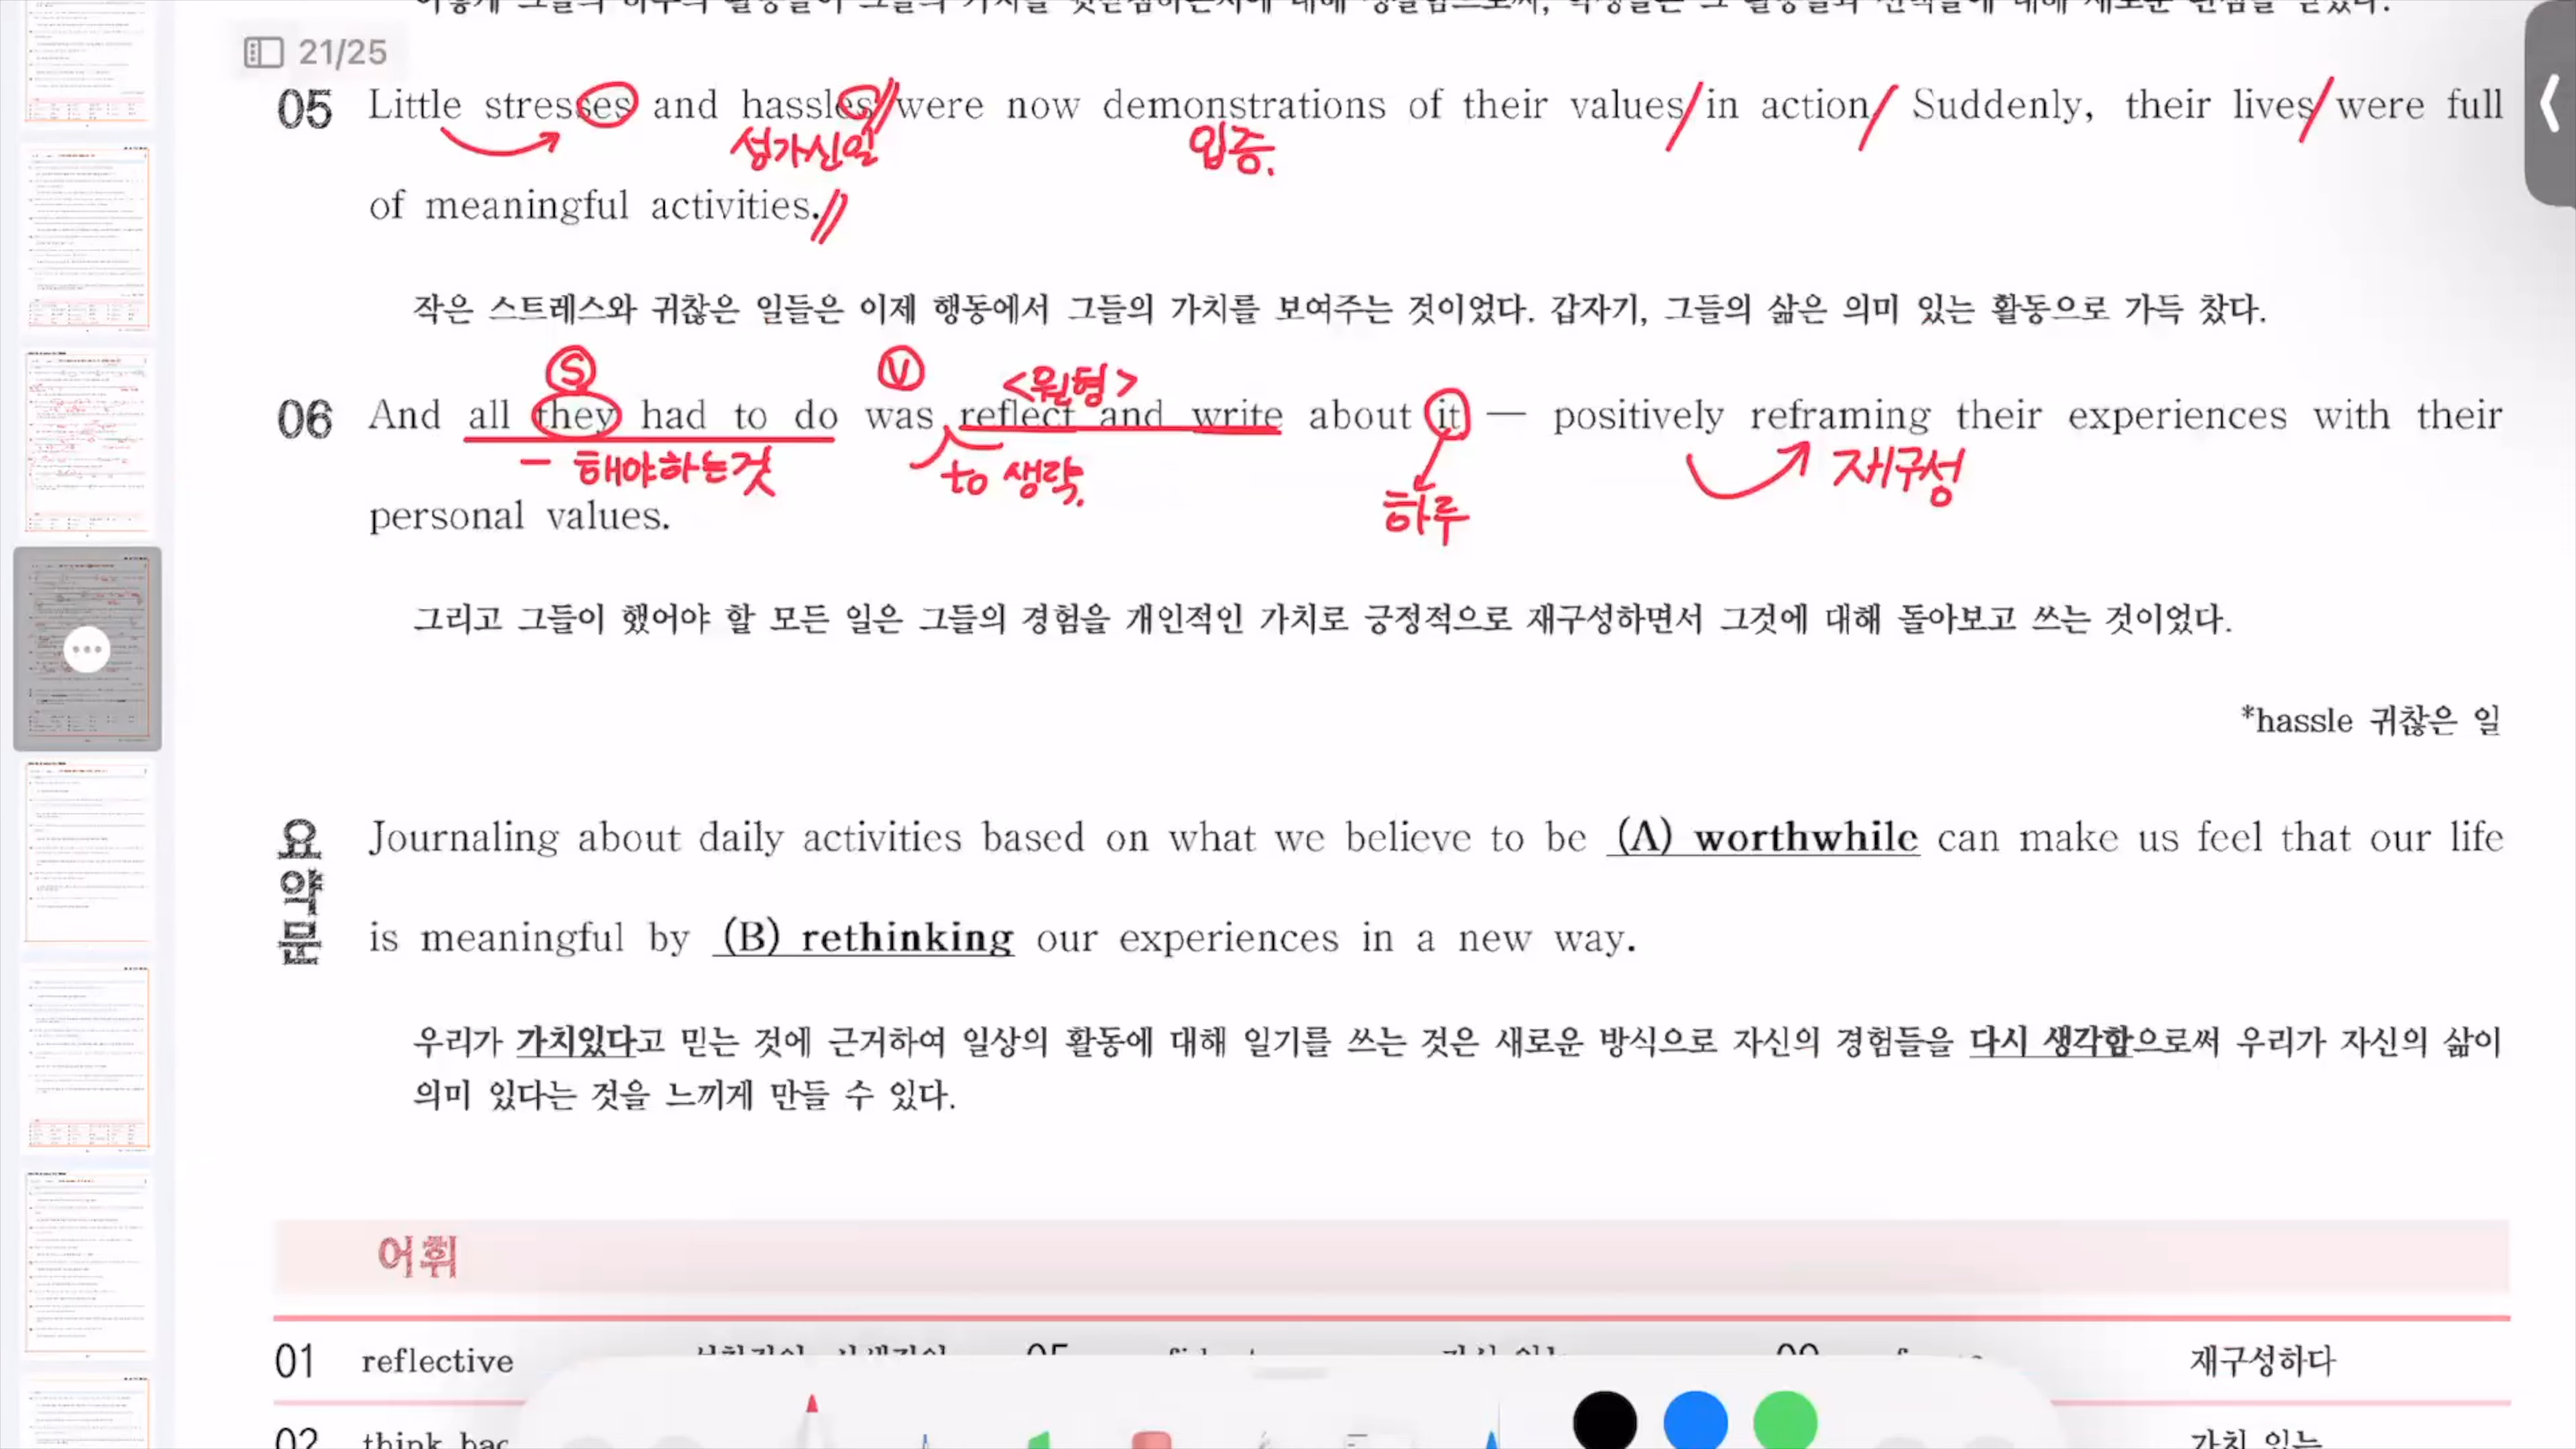 21/25
05 Little stresses and hassles were now demonstrations of their values in action. Suddenly, their lives were full
성가신일 입증.
of meaningful activities.
작은 스트레스와 귀찮은 일들은 이제 행동에서 그들의 가치를 보여주는 것이었다. 갑자기, 그들의 삶은 의미 있는 활동으로 가득 찼다.
S V <원형>
06 And all they had to do was reflect and write about it — positively reframing their experiences with their
- 해야하는것 to 생략. 하루 재구성
personal values.
그리고 그들이 했어야 할 모든 일은 그들의 경험을 개인적인 가치로 긍정적으로 재구성하면서 그것에 대해 돌아보고 쓰는 것이었다.
*hassle 귀찮은 일
요약문 Journaling about daily activities based on what we believe to be (A) worthwhile can make us feel that our life
is meaningful by (B) rethinking our experiences in a new way.
우리가 가치있다고 믿는 것에 근거하여 일상의 활동에 대해 일기를 쓰는 것은 새로운 방식으로 자신의 경험들을 다시 생각함으로써 우리가 자신의 삶이
의미 있다는 것을 느끼게 만들 수 있다.
어휘
01 reflective 재구성하다
02 think 가치 있는